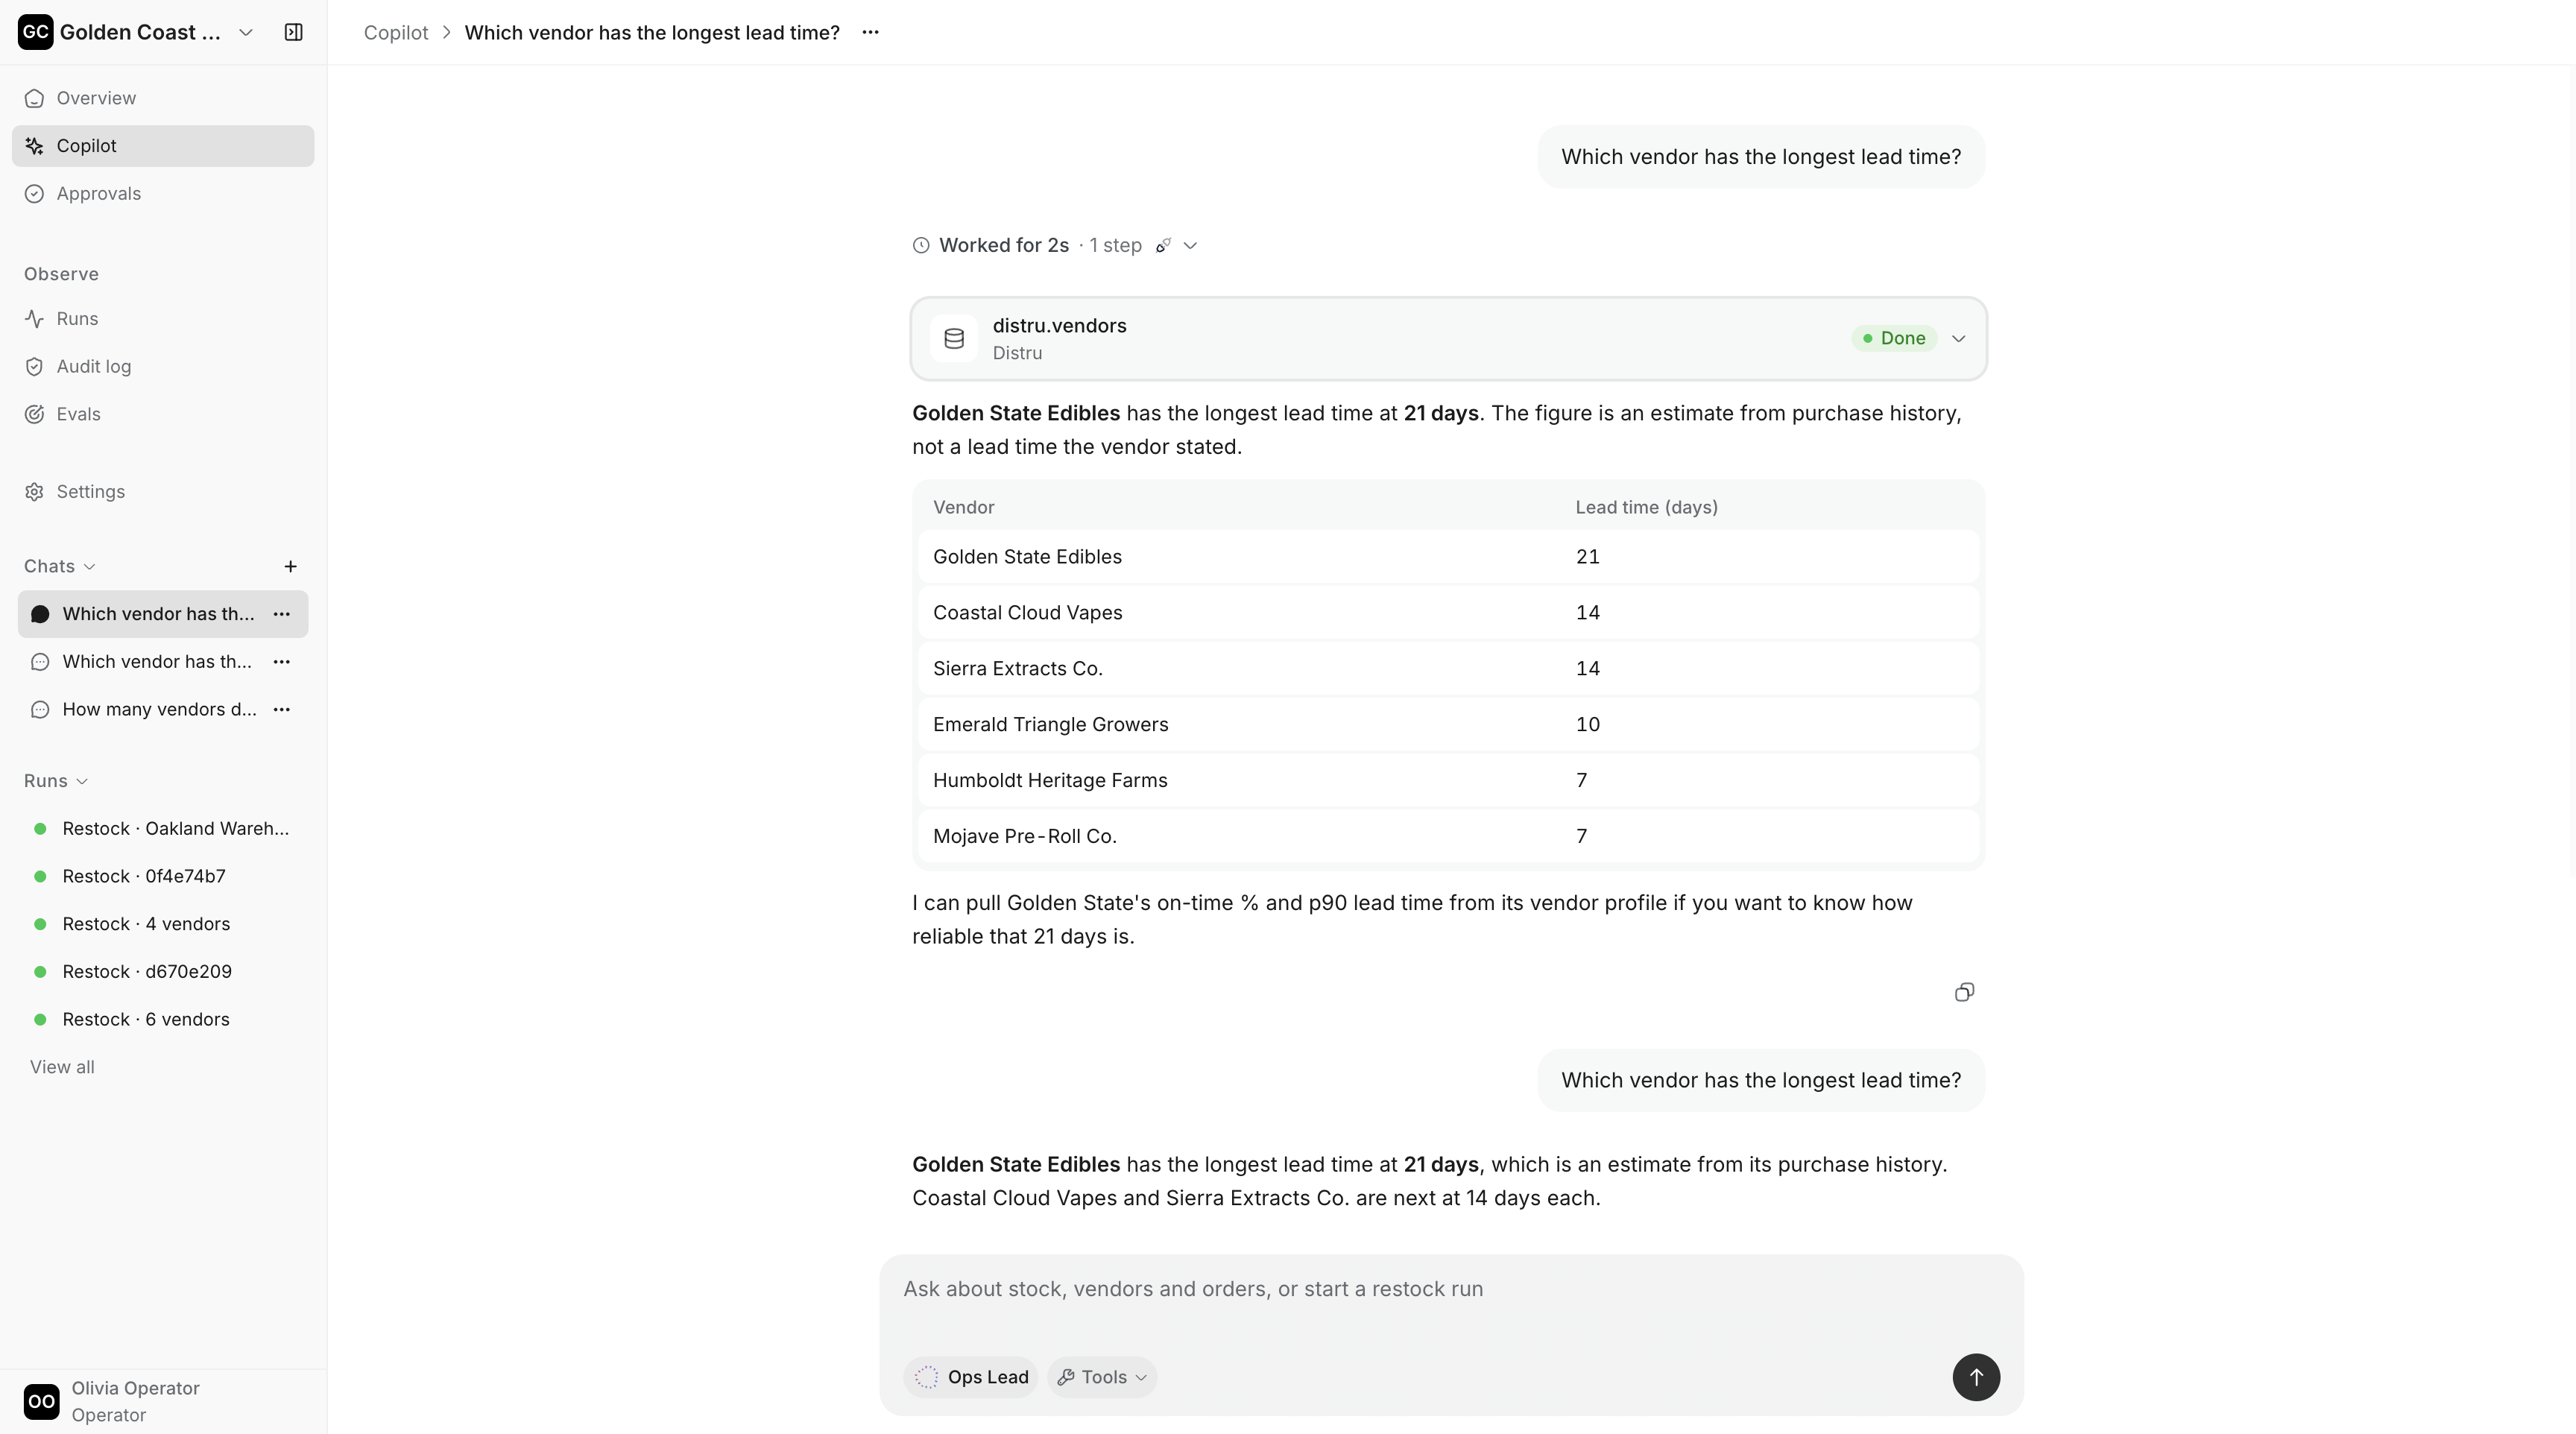 GC Golden Coast ...
Copilot > Which vendor has the longest lead time? ...
Overview
Copilot
Approvals
Observe
Runs
Audit log
Evals
Settings
Chats
Which vendor has th...
Which vendor has th...
How many vendors d...
Runs
Restock · Oakland Wareh...
Restock · 0f4e74b7
Restock · 4 vendors
Restock · d670e209
Restock · 6 vendors
View all
OO
Olivia Operator
Operator
Which vendor has the longest lead time?
Worked for 2s · 1 step
distru.vendors
Distru
Done
Golden State Edibles has the longest lead time at 21 days. The figure is an estimate from purchase history,
not a lead time the vendor stated.
Vendor Lead time (days)
Golden State Edibles 21
Coastal Cloud Vapes 14
Sierra Extracts Co. 14
Emerald Triangle Growers 10
Humboldt Heritage Farms 7
Mojave Pre-Roll Co. 7
I can pull Golden State's on-time % and p90 lead time from its vendor profile if you want to know how
reliable that 21 days is.
Which vendor has the longest lead time?
Golden State Edibles has the longest lead time at 21 days, which is an estimate from its purchase history.
Coastal Cloud Vapes and Sierra Extracts Co. are next at 14 days each.
Ask about stock, vendors and orders, or start a restock run
Ops Lead Tools